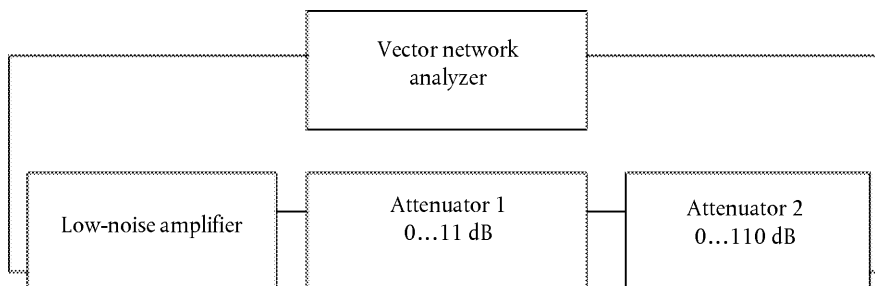 Vector network
analyzer
Low-noise amplifier
Attenuator 1
0…11 dB
Attenuator 2
0…110 dB